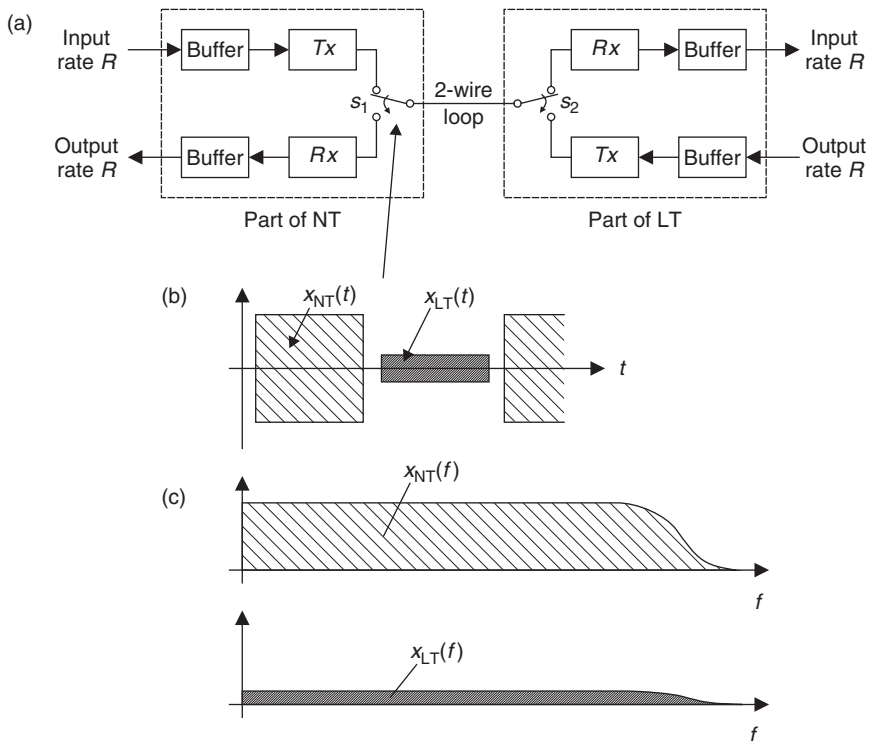 (a)
Input
rate R
Buffer
Tx
Rx
Buffer
Input
rate R
s1
2-wire
loop
s2
Output
rate R
Buffer
Rx
Tx
Buffer
Output
rate R
Part of NT
Part of LT
(b)
xNT(t)
xLT(t)
t
(c)
xNT(f)
f
xLT(f)
f